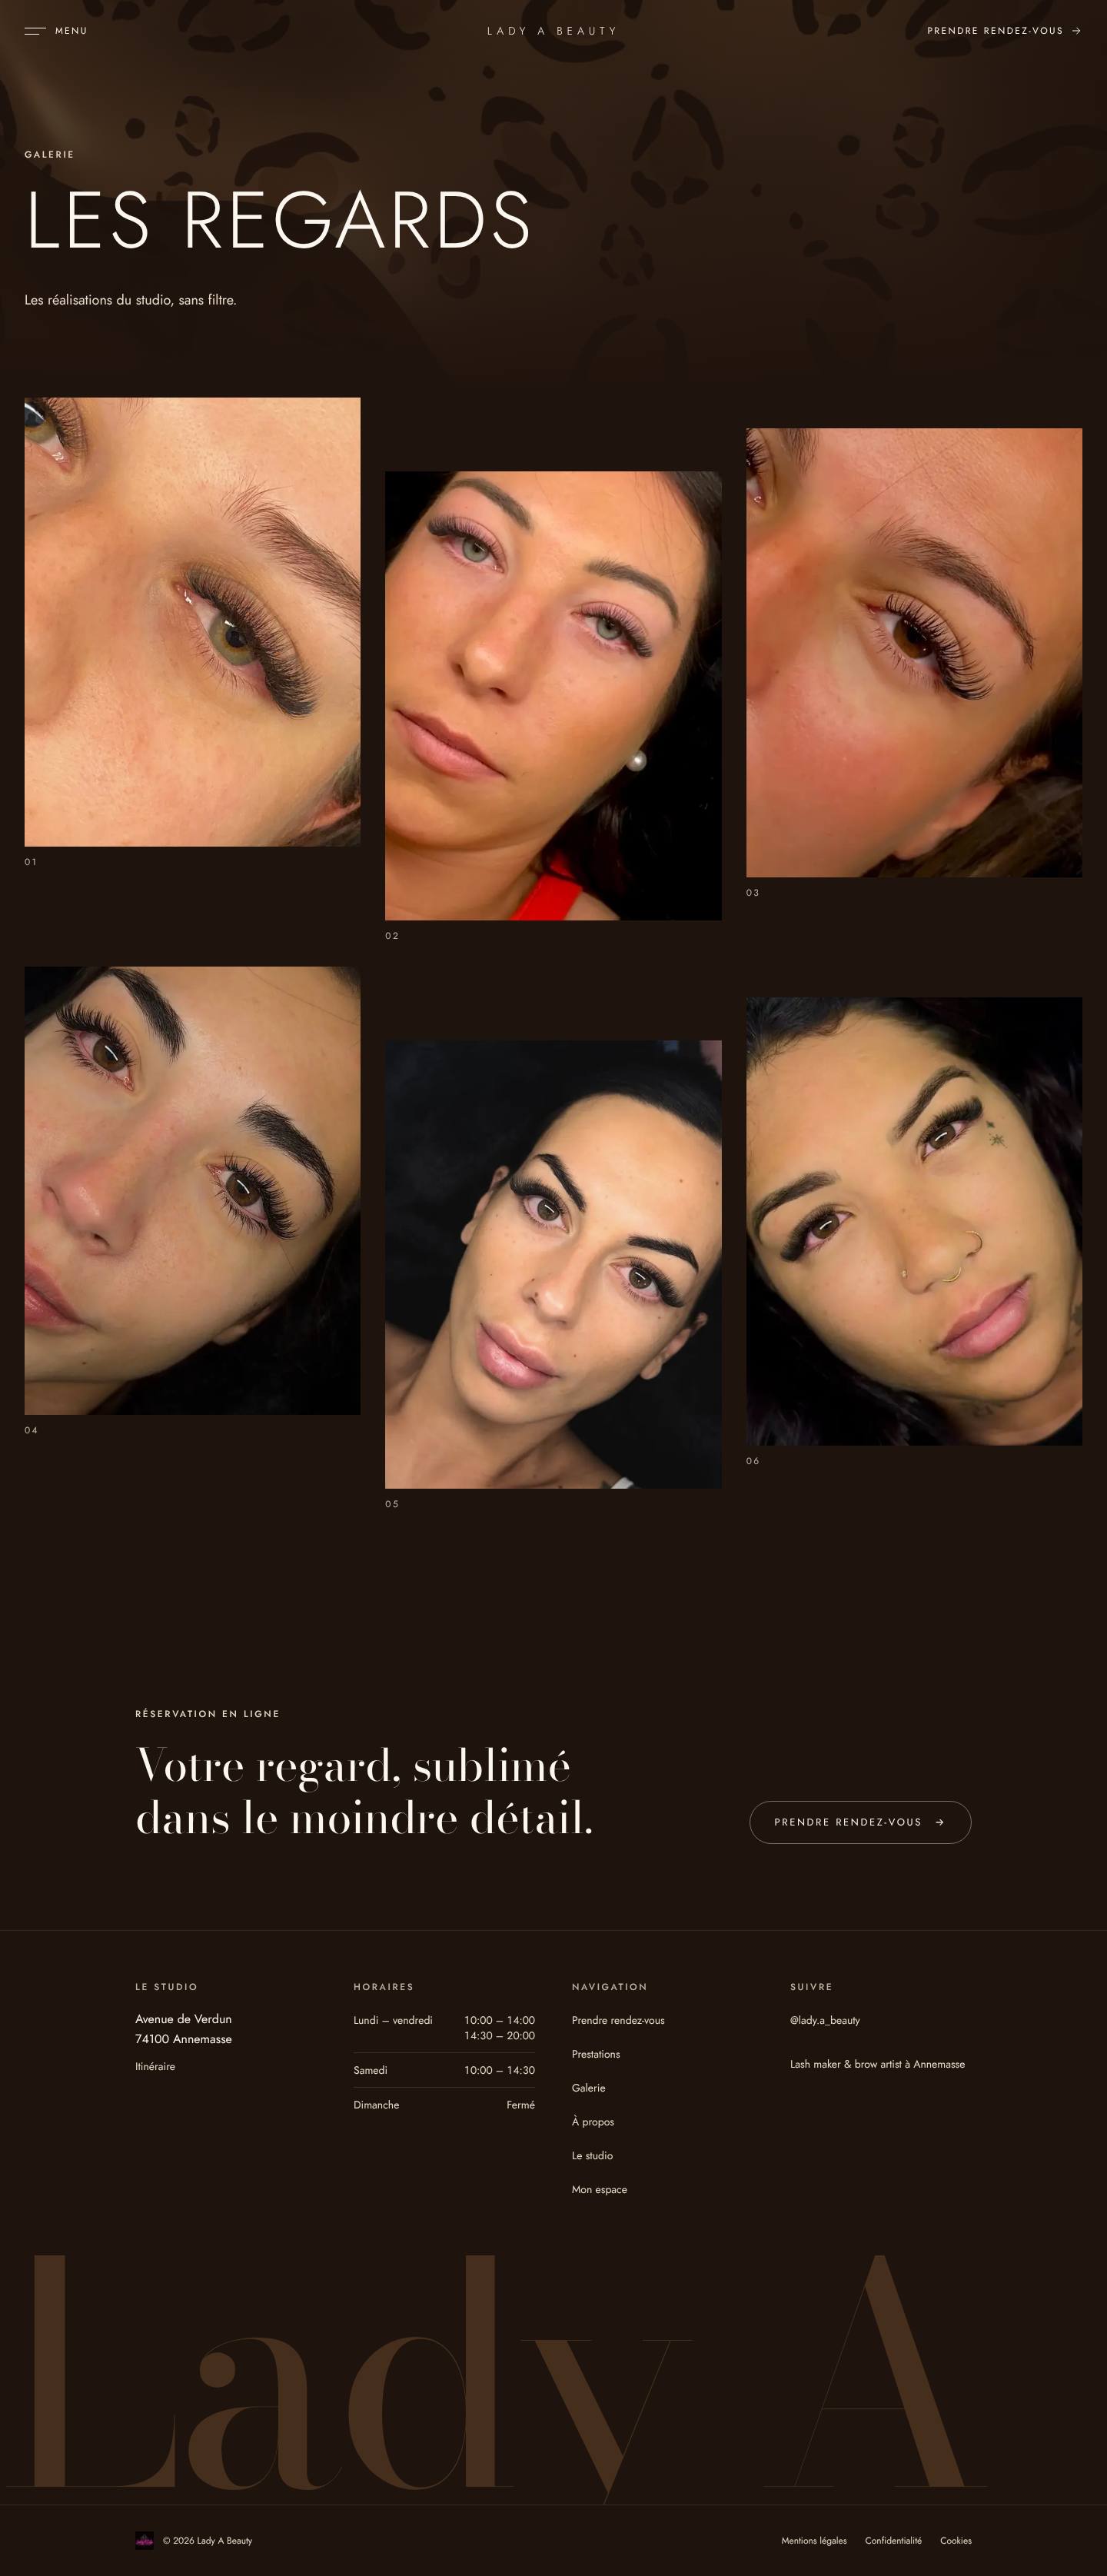 MENU
LADY A BEAUTY
PRENDRE RENDEZ-VOUS →
GALERIE
LES REGARDS
Les réalisations du studio, sans filtre.
01
02
03
04
05
06
RÉSERVATION EN LIGNE
Votre regard, sublimé
dans le moindre détail.
PRENDRE RENDEZ-VOUS →
LE STUDIO
Avenue de Verdun
74100 Annemasse
Itinéraire
HORAIRES
Lundi – vendredi 10:00 – 14:00
14:30 – 20:00
Samedi 10:00 – 14:30
Dimanche Fermé
NAVIGATION
Prendre rendez-vous
Prestations
Galerie
À propos
Le studio
Mon espace
SUIVRE
@lady.a_beauty
Lash maker & brow artist à Annemasse
Lady A
© 2026 Lady A Beauty
Mentions légales Confidentialité Cookies